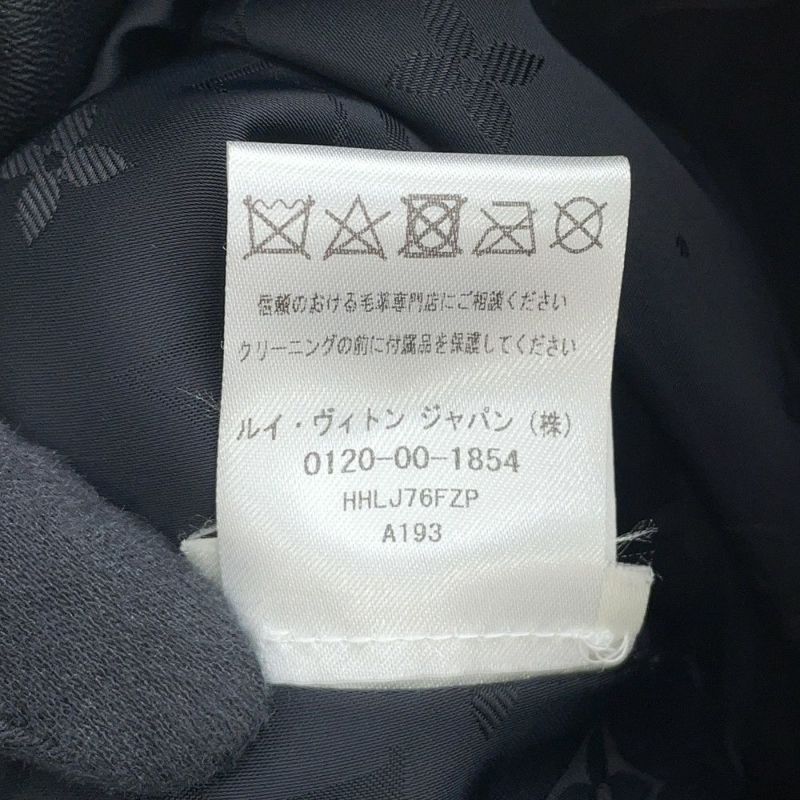 信頼のおける毛革専門店にご相談ください
クリーニングの前に付属品を保護してください
ルイ・ヴィトン ジャパン（株）
0120-00-1854
HHLJ76FZP
A193